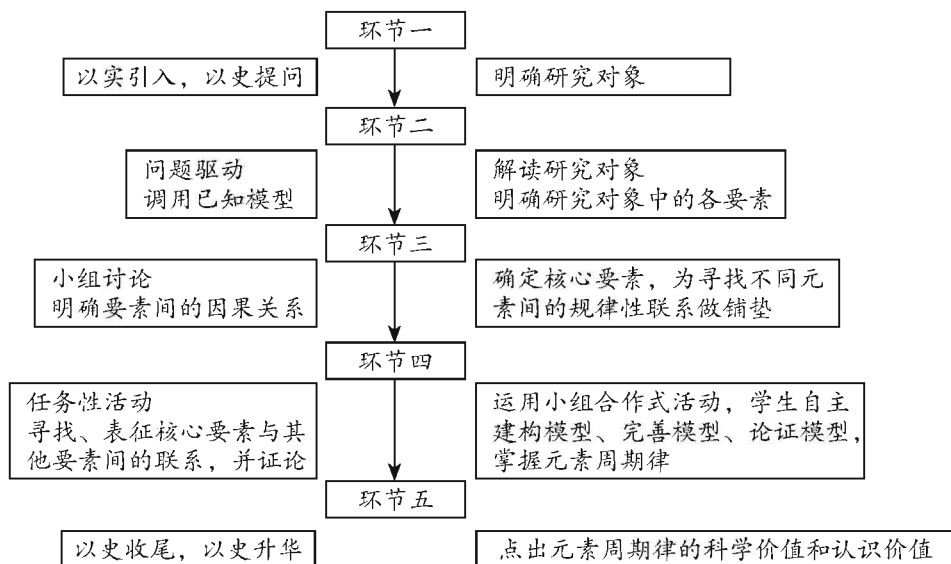 环节一
以实引入，以史提问
明确研究对象
环节二
问题驱动
调用已知模型
解读研究对象
明确研究对象中的各要素
环节三
小组讨论
明确要素间的因果关系
确定核心要素，为寻找不同元
素间的规律性联系做铺垫
环节四
任务性活动
寻找、表征核心要素与其
他要素间的联系，并证论
运用小组合作式活动，学生自主
建构模型、完善模型、论证模型，
掌握元素周期律
环节五
以史收尾，以史升华
点出元素周期律的科学价值和认识价值